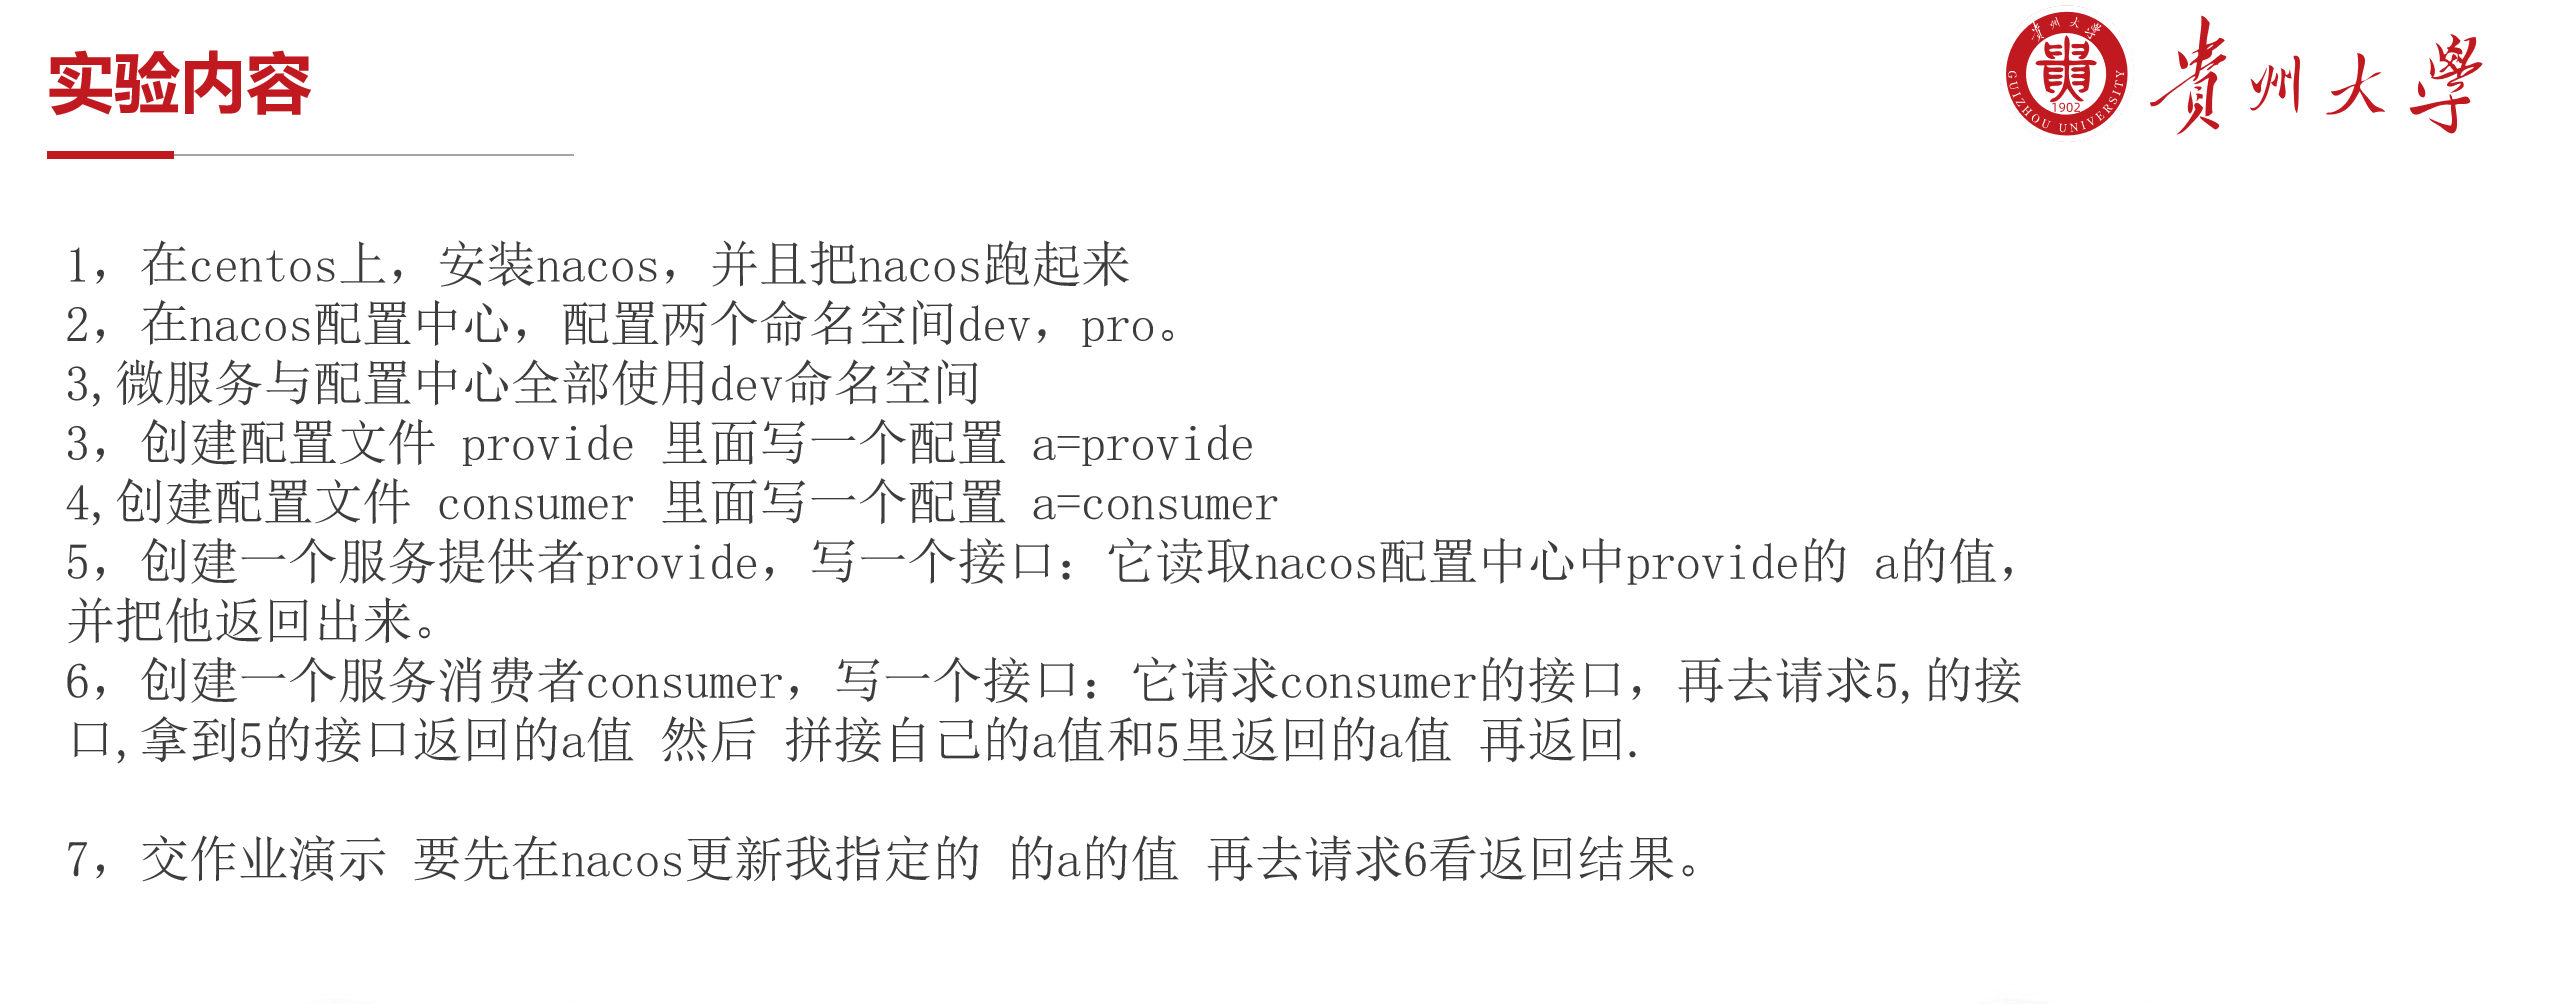 实验内容
貴州大學
GUIZHOU UNIVERSITY
1902
貴州大學
1，在centos上，安装nacos，并且把nacos跑起来
2，在nacos配置中心，配置两个命名空间dev，pro。
3,微服务与配置中心全部使用dev命名空间
3，创建配置文件 provide 里面写一个配置 a=provide
4,创建配置文件 consumer 里面写一个配置 a=consumer
5，创建一个服务提供者provide，写一个接口：它读取nacos配置中心中provide的 a的值，
并把他返回出来。
6，创建一个服务消费者consumer，写一个接口：它请求consumer的接口，再去请求5,的接
口,拿到5的接口返回的a值 然后 拼接自己的a值和5里返回的a值 再返回.
7，交作业演示 要先在nacos更新我指定的 的a的值 再去请求6看返回结果。